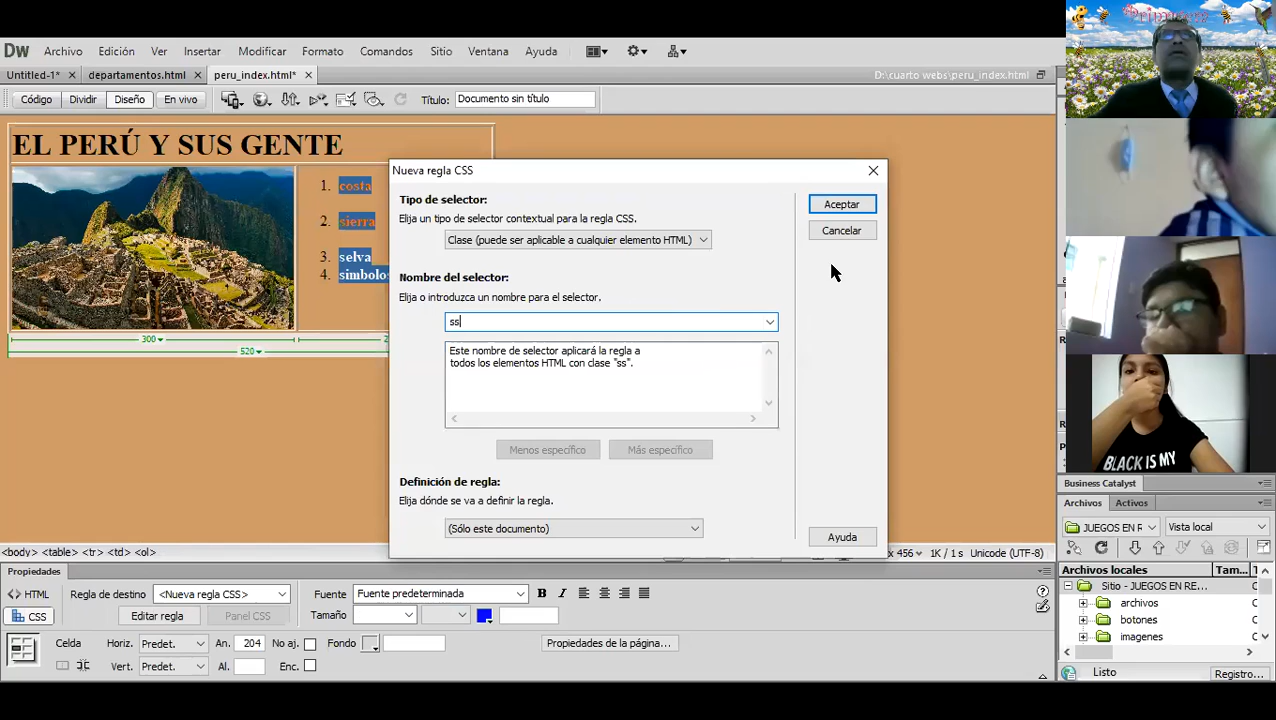 Primavera
Dw Archivo Edición Ver Insertar Modificar Formato Comandos Sitio Ventana Ayuda
Untitled-1* departamentos.html peru_index.html* D:\cuarto webs\peru_index.html
Código Dividir Diseño En vivo Título: Documento sin título
EL PERÚ Y SUS GENTE
1. costa
2. sierra
3. selva
4. simbolos
300
520
Nueva regla CSS
Tipo de selector:
Elija un tipo de selector contextual para la regla CSS.
Clase (puede ser aplicable a cualquier elemento HTML)
Nombre del selector:
Elija o introduzca un nombre para el selector.
ss
Este nombre de selector aplicará la regla a
todos los elementos HTML con clase "ss".
Menos específico Más específico
Definición de regla:
Elija dónde se va a definir la regla.
(Sólo este documento)
Aceptar
Cancelar
Ayuda
BLACK IS MY
Business Catalyst
Archivos Activos
JUEGOS EN R Vista local
Archivos locales Tam... T
Sitio - JUEGOS EN RE... C
archivos C
botones C
imagenes C
Listo Registro...
<body> <table> <tr> <td> <ol> x 456 1K / 1 s Unicode (UTF-8)
Propiedades
HTML Regla de destino <Nueva regla CSS> Fuente Fuente predeterminada B I
CSS Editar regla Panel CSS Tamaño
Celda Horiz. Predet. An. 204 No aj. Fondo Propiedades de la página...
Vert. Predet. Al. Enc.